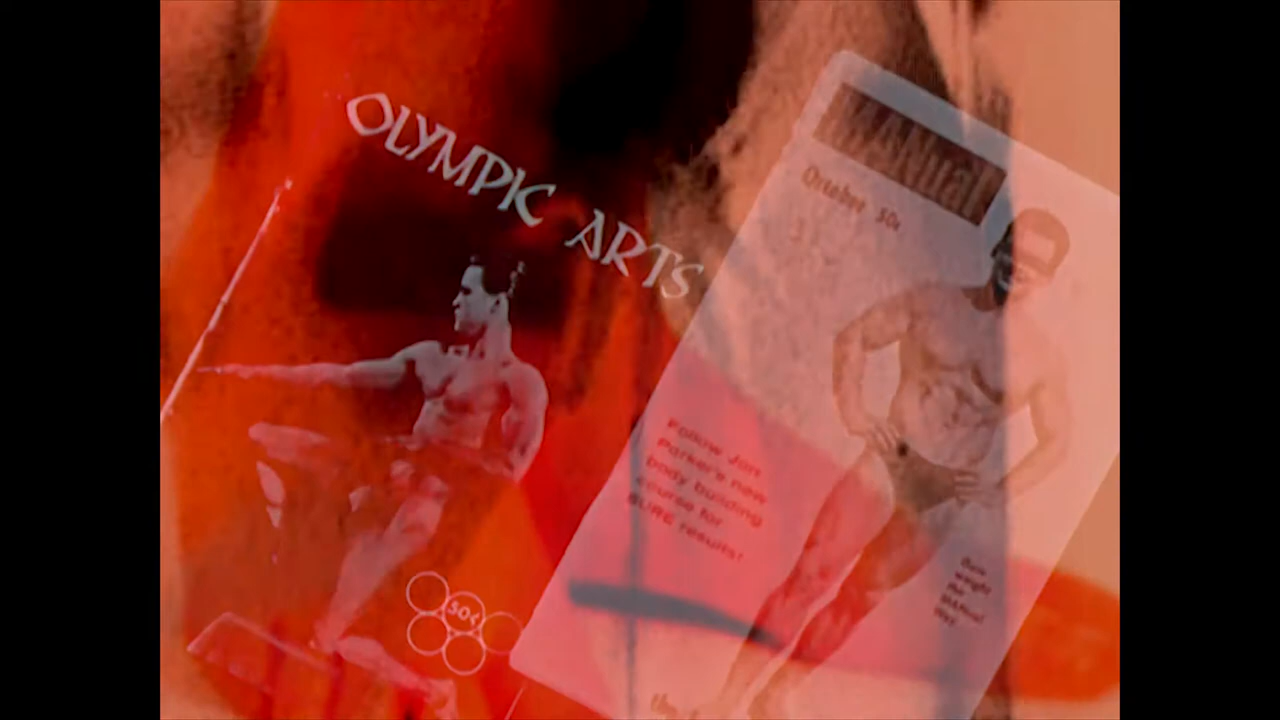 OLYMPIC ARTS
50¢
MANual
October 50¢
Follow Jon
Parker's new
body building
course for
SURE results!
Gain
weight
the
MANual
way
the